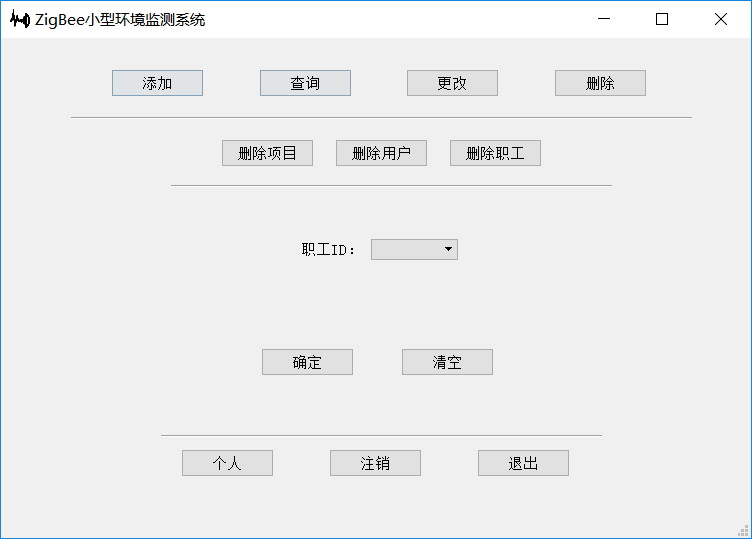 ZigBee小型环境监测系统
添加 查询 更改 删除
删除项目 删除用户 删除职工
职工ID：
确定 清空
个人 注销 退出